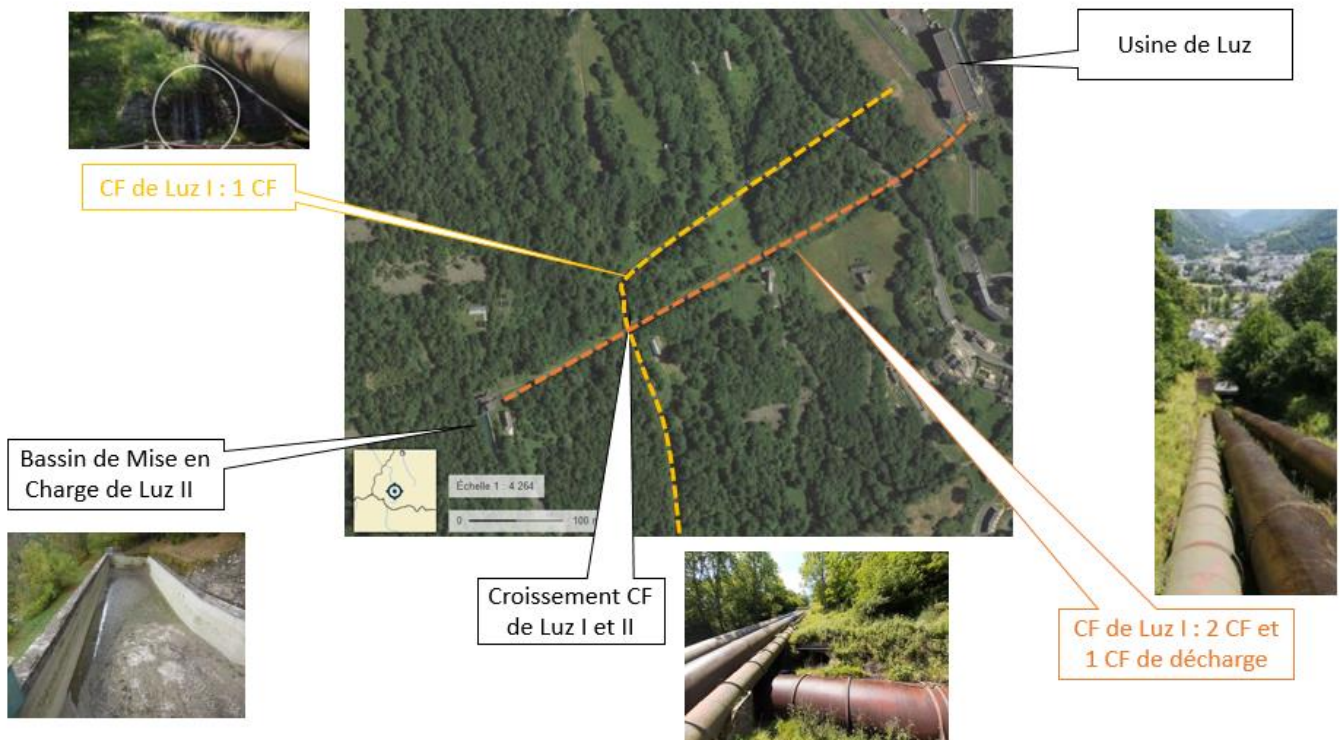 Usine de Luz
CF de Luz I : 1 CF
Bassin de Mise en
Charge de Luz II
Échelle 1 : 4 264
0 100 m
Croissement CF
de Luz I et II
CF de Luz I : 2 CF et
1 CF de décharge